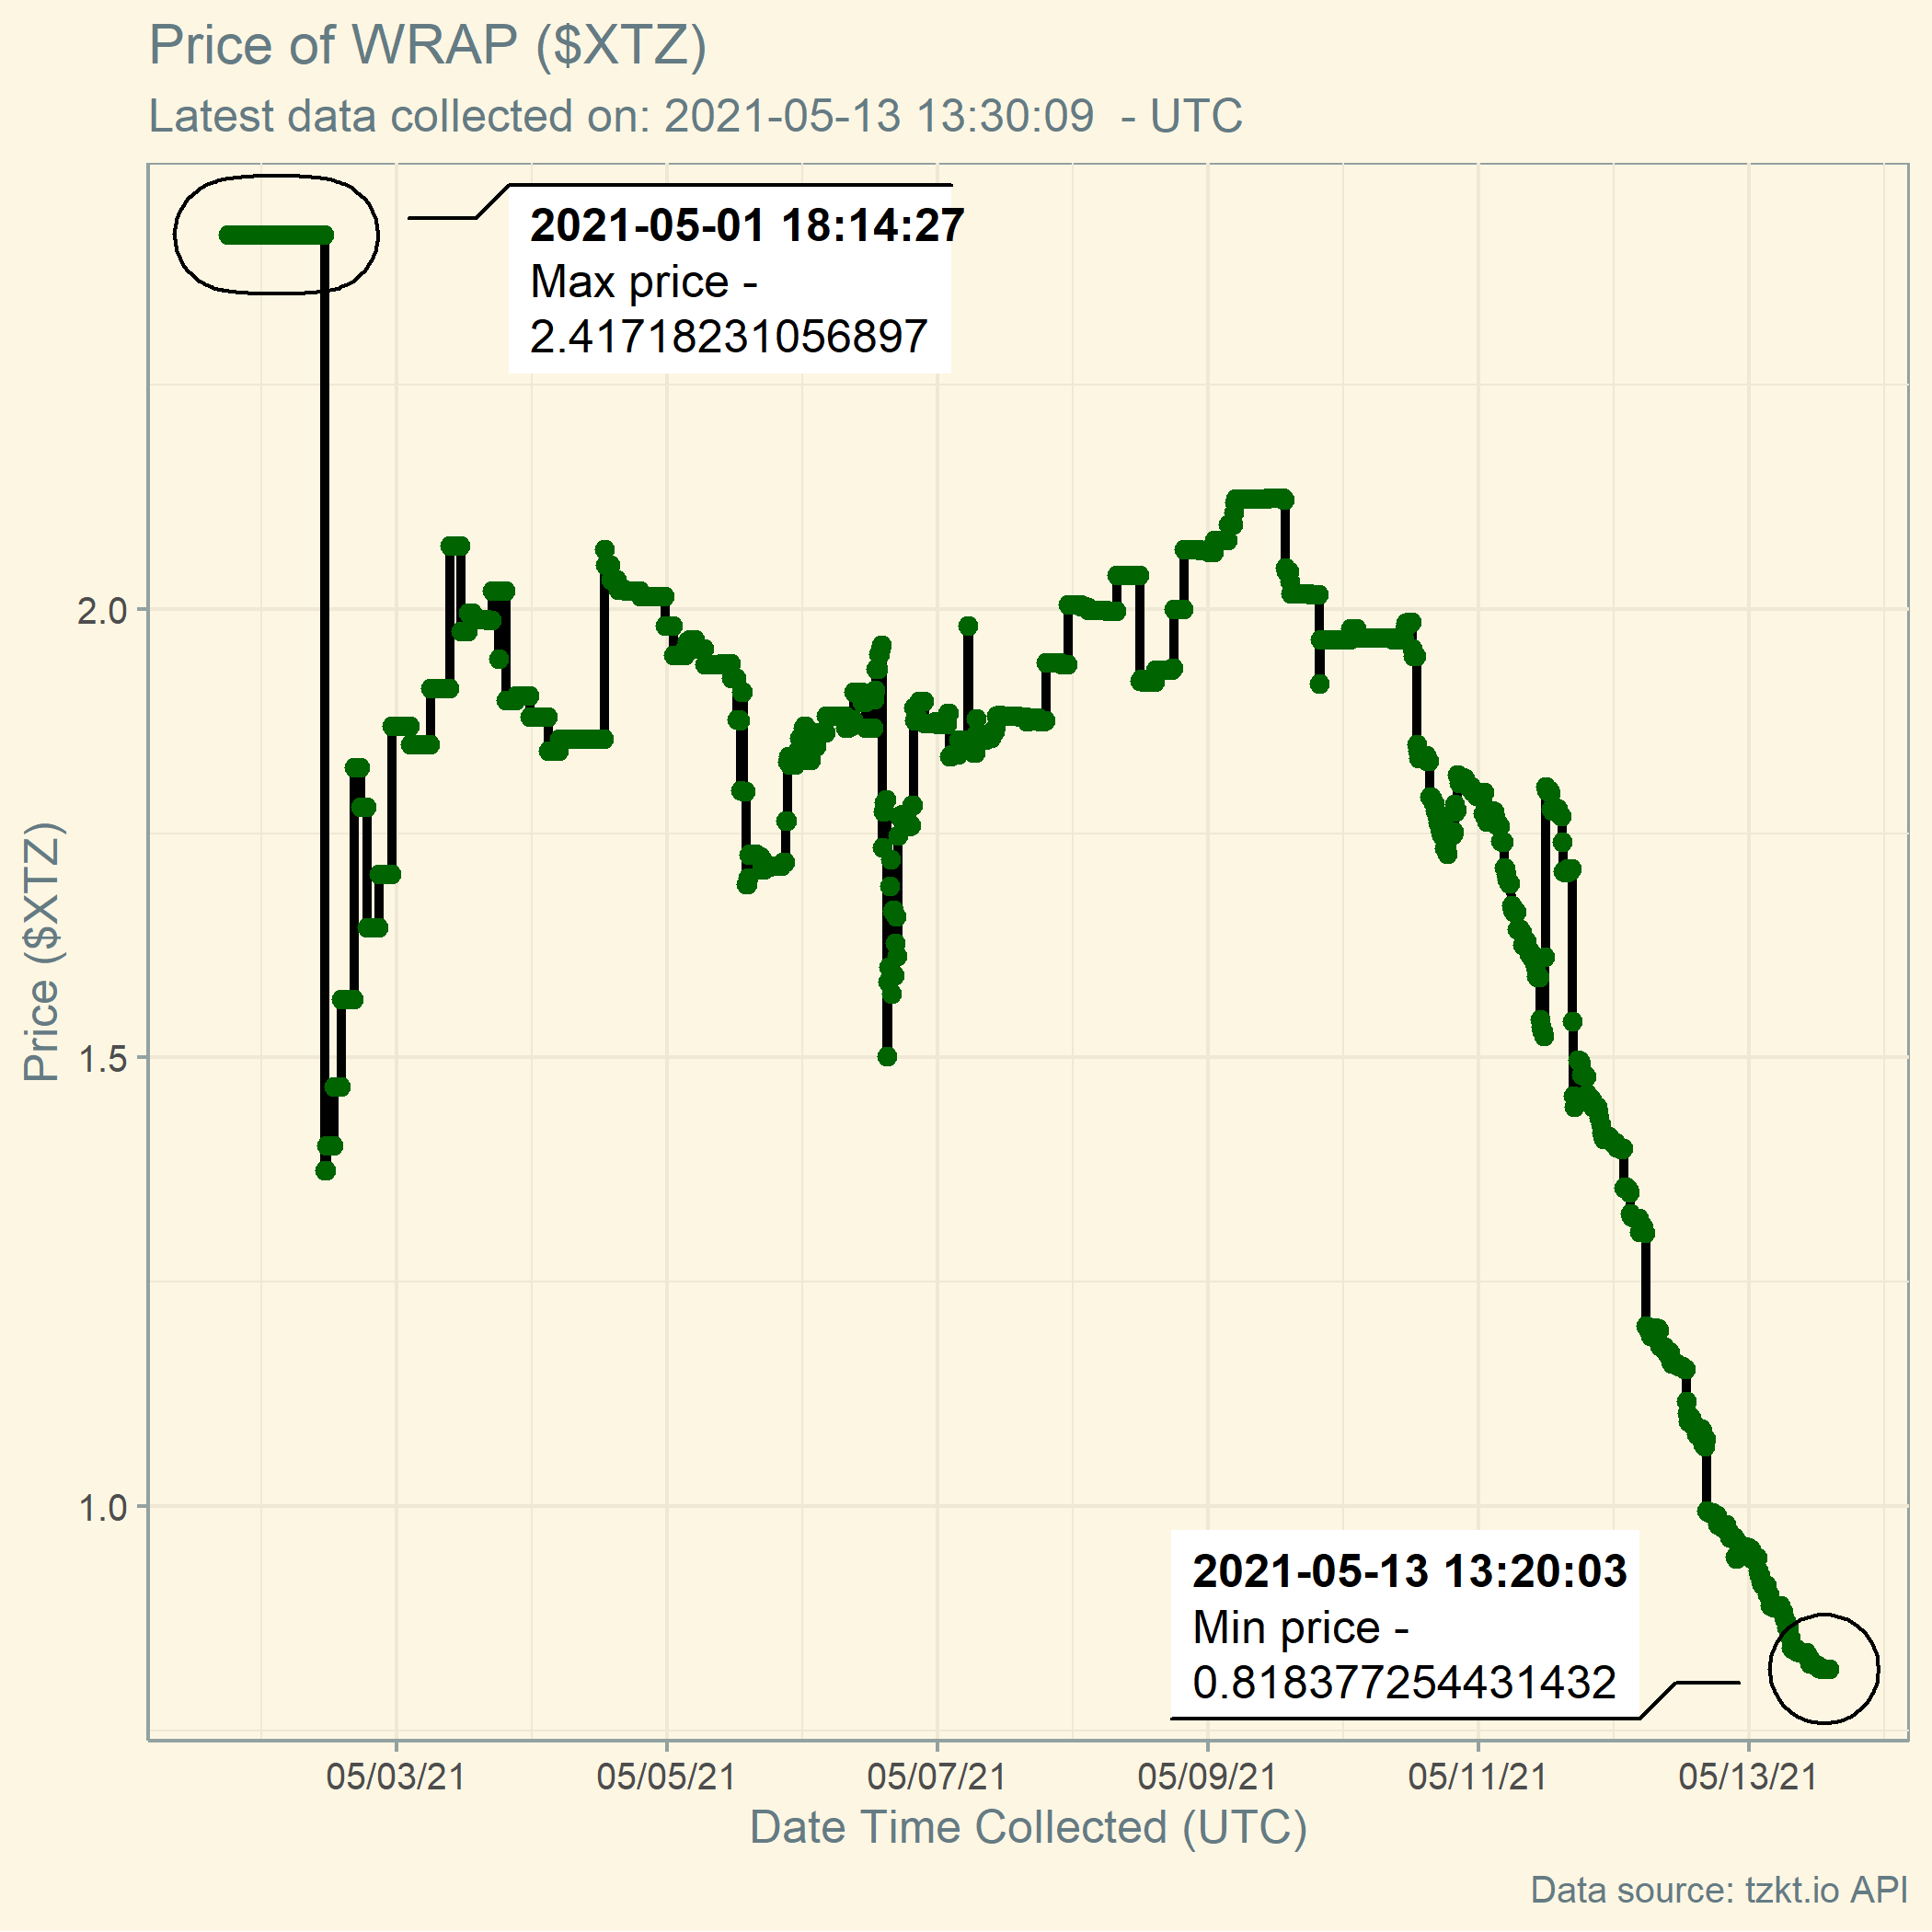 Price of WRAP ($XTZ)
Latest data collected on: 2021-05-13 13:30:09  - UTC
2021-05-01 18:14:27
Max price -
2.41718231056897
2.0
1.5
1.0
Price ($XTZ)
2021-05-13 13:20:03
Min price -
0.818377254431432
05/03/21
05/05/21
05/07/21
05/09/21
05/11/21
05/13/21
Date Time Collected (UTC)
Data source: tzkt.io API